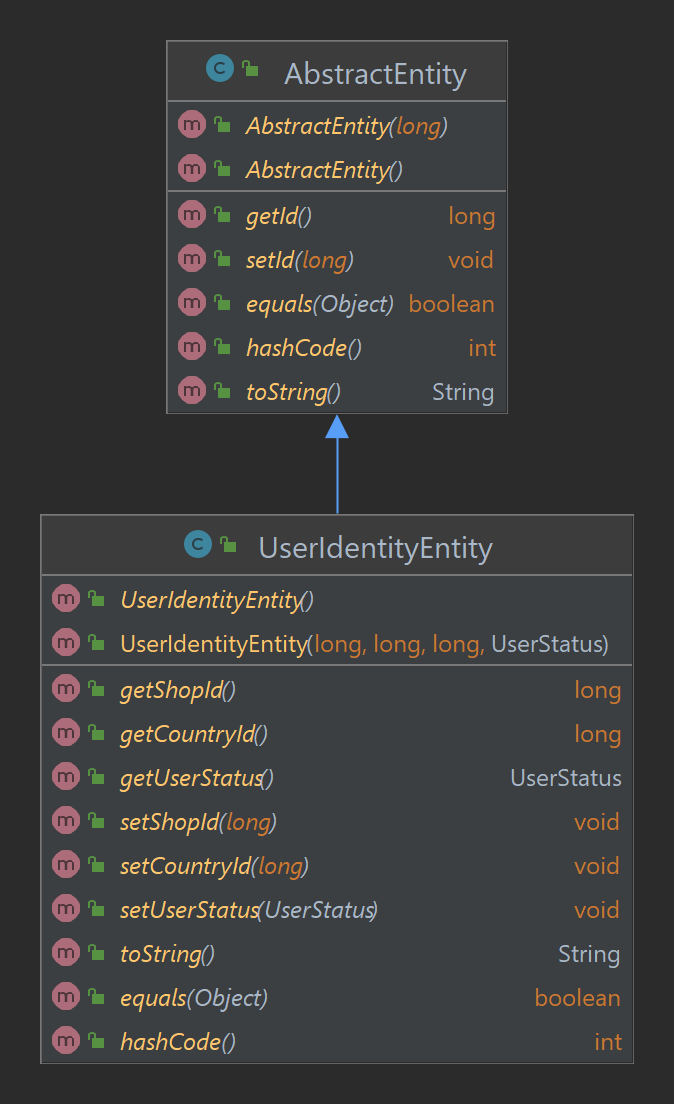 AbstractEntity
AbstractEntity(long)
AbstractEntity()
getId() long
setId(long) void
equals(Object) boolean
hashCode() int
toString() String
UserIdentityEntity
UserIdentityEntity()
UserIdentityEntity(long, long, long, UserStatus)
getShopId() long
getCountryId() long
getUserStatus() UserStatus
setShopId(long) void
setCountryId(long) void
setUserStatus(UserStatus) void
toString() String
equals(Object) boolean
hashCode() int